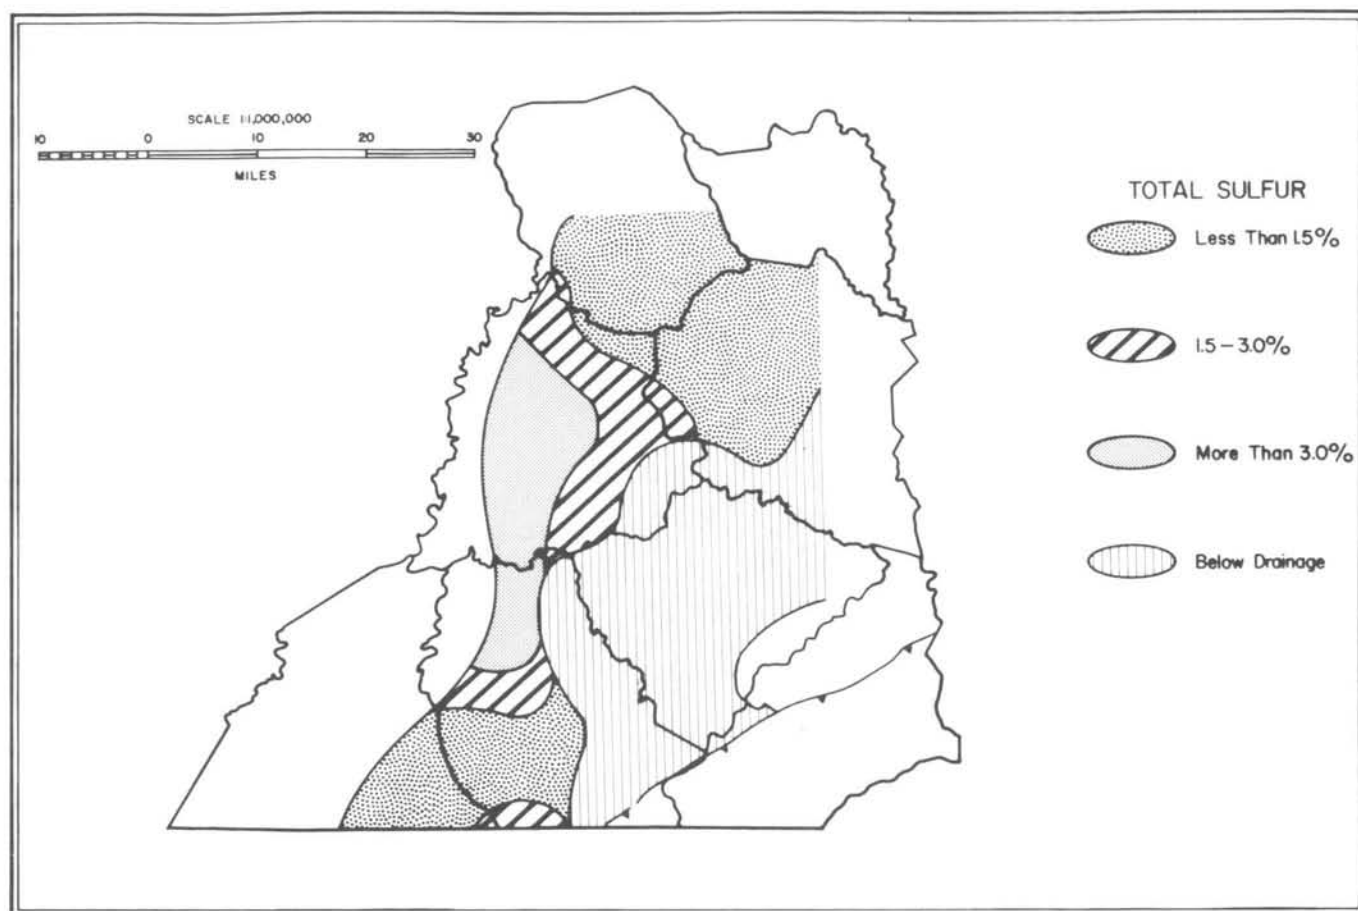 SCALE 1:1,000,000
10 0 10 20 30
MILES
TOTAL SULFUR
Less Than 1.5%
1.5 – 3.0%
More Than 3.0%
Below Drainage